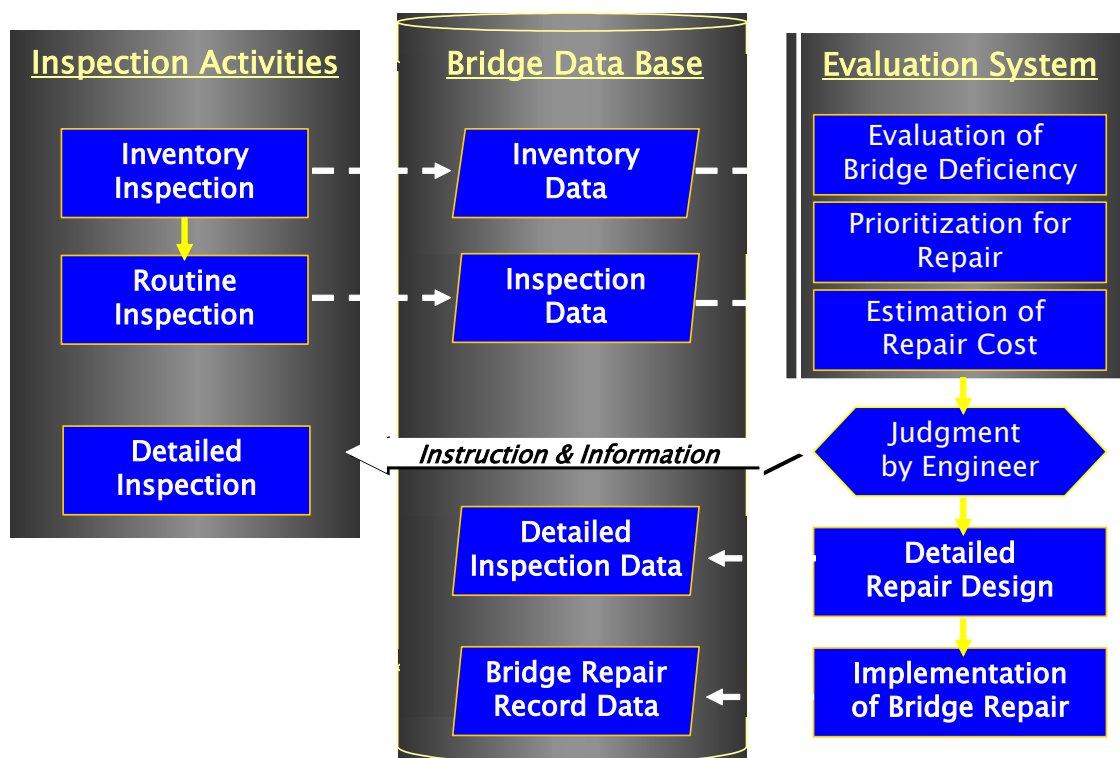 Inspection Activities
Inventory
Inspection
Routine
Inspection
Detailed
Inspection
Bridge Data Base
Inventory
Data
Inspection
Data
Instruction & Information
Detailed
Inspection Data
Bridge Repair
Record Data
Evaluation System
Evaluation of
Bridge Deficiency
Prioritization for
Repair
Estimation of
Repair Cost
Judgment
by Engineer
Detailed
Repair Design
Implementation
of Bridge Repair